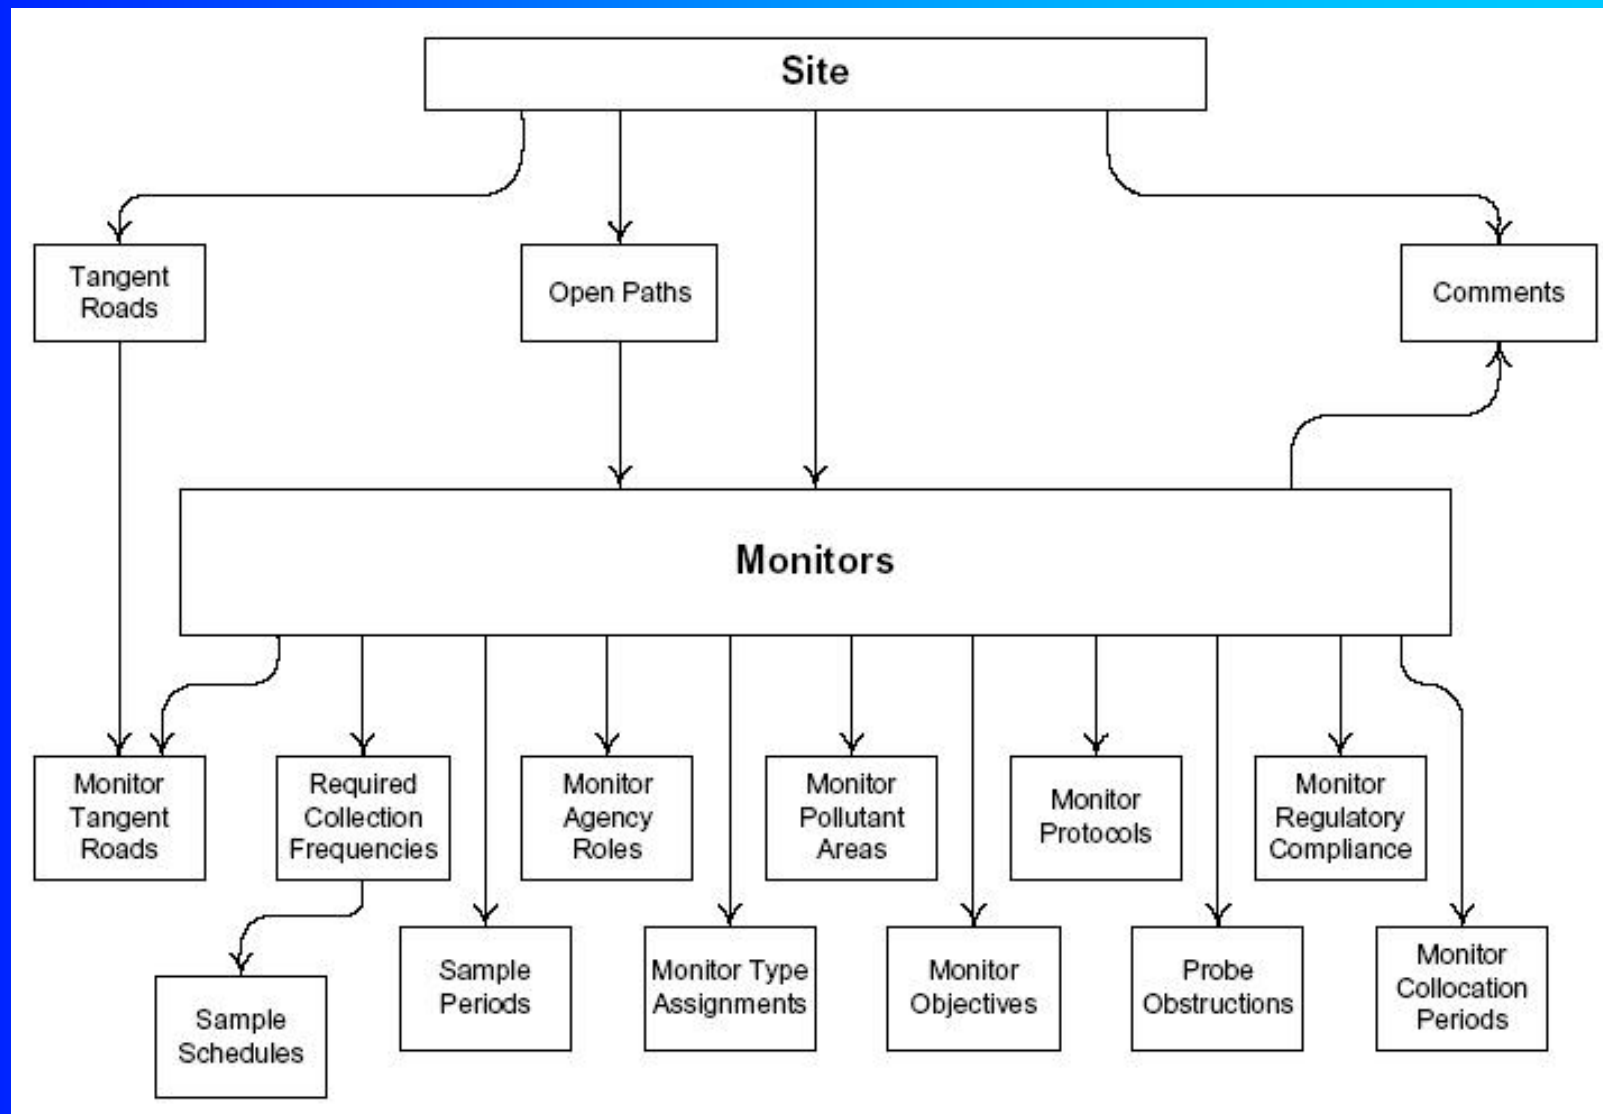 Site
Tangent
Roads
Open Paths
Comments
Monitors
Monitor
Tangent
Roads
Required
Collection
Frequencies
Monitor
Agency
Roles
Monitor
Pollutant
Areas
Monitor
Protocols
Monitor
Regulatory
Compliance
Sample
Schedules
Sample
Periods
Monitor Type
Assignments
Monitor
Objectives
Probe
Obstructions
Monitor
Collocation
Periods